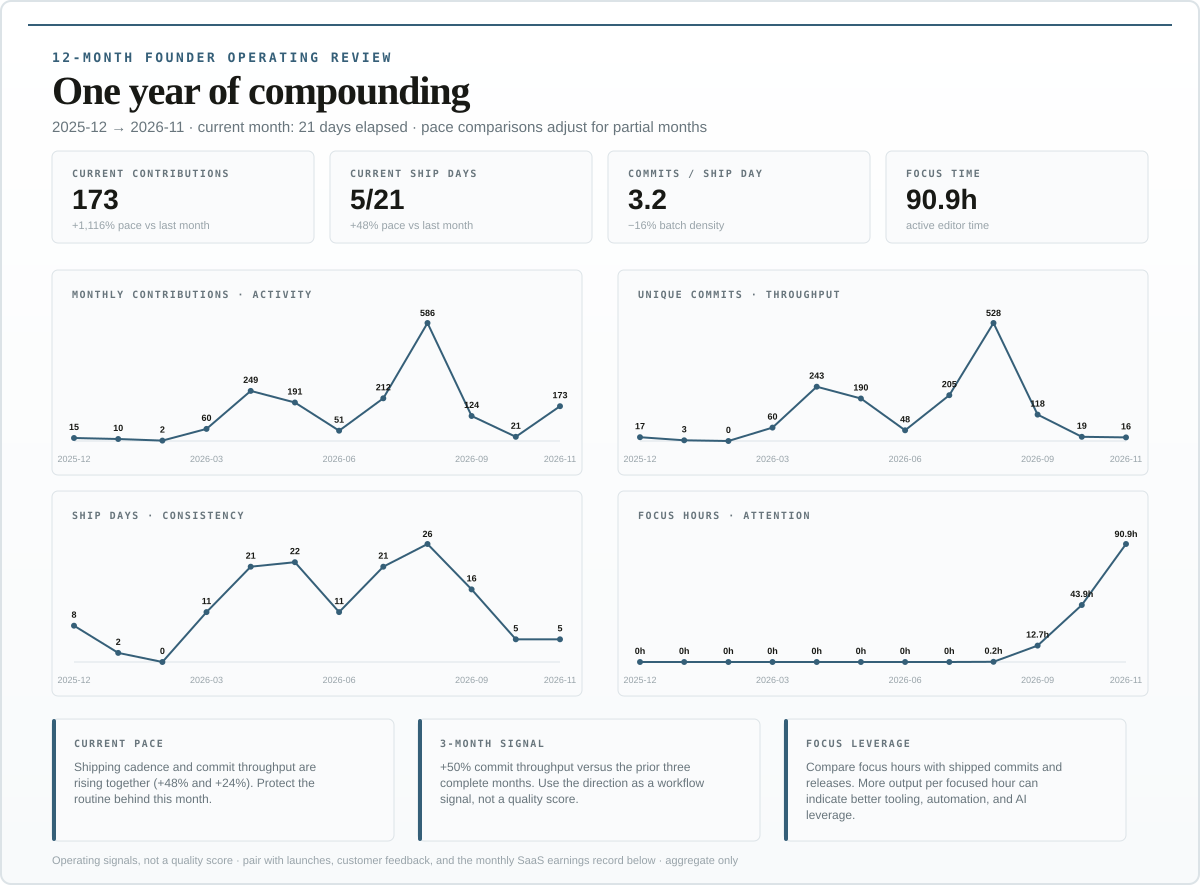 12-MONTH FOUNDER OPERATING REVIEW
One year of compounding
2025-12 → 2026-11 · current month: 21 days elapsed · pace comparisons adjust for partial months
CURRENT CONTRIBUTIONS
173
+1,116% pace vs last month
CURRENT SHIP DAYS
5/21
+48% pace vs last month
COMMITS / SHIP DAY
3.2
−16% batch density
FOCUS TIME
90.9h
active editor time
MONTHLY CONTRIBUTIONS · ACTIVITY
15 10 2 60 249 191 51 212 586 124 21 173
2025-12 2026-03 2026-06 2026-09 2026-11
UNIQUE COMMITS · THROUGHPUT
17 3 0 60 243 190 48 205 528 118 19 16
2025-12 2026-03 2026-06 2026-09 2026-11
SHIP DAYS · CONSISTENCY
8 2 0 11 21 22 11 21 26 16 5 5
2025-12 2026-03 2026-06 2026-09 2026-11
FOCUS HOURS · ATTENTION
0h 0h 0h 0h 0h 0h 0h 0h 0.2h 12.7h 43.9h 90.9h
2025-12 2026-03 2026-06 2026-09 2026-11
CURRENT PACE
Shipping cadence and commit throughput are
rising together (+48% and +24%). Protect the
routine behind this month.
3-MONTH SIGNAL
+50% commit throughput versus the prior three
complete months. Use the direction as a workflow
signal, not a quality score.
FOCUS LEVERAGE
Compare focus hours with shipped commits and
releases. More output per focused hour can
indicate better tooling, automation, and AI
leverage.
Operating signals, not a quality score · pair with launches, customer feedback, and the monthly SaaS earnings record below · aggregate only